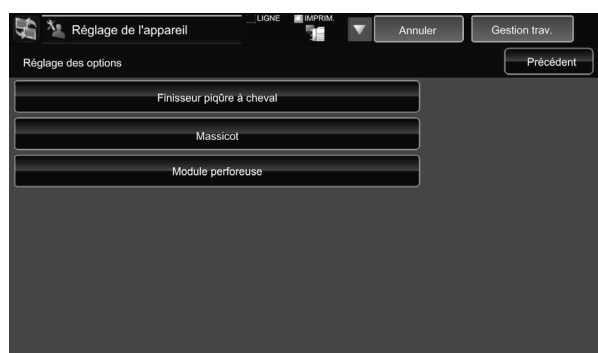 Réglage de l'appareil
LIGNE
IMPRIM.
Annuler
Gestion trav.
Réglage des options
Précédent
Finisseur piqûre à cheval
Massicot
Module perforeuse